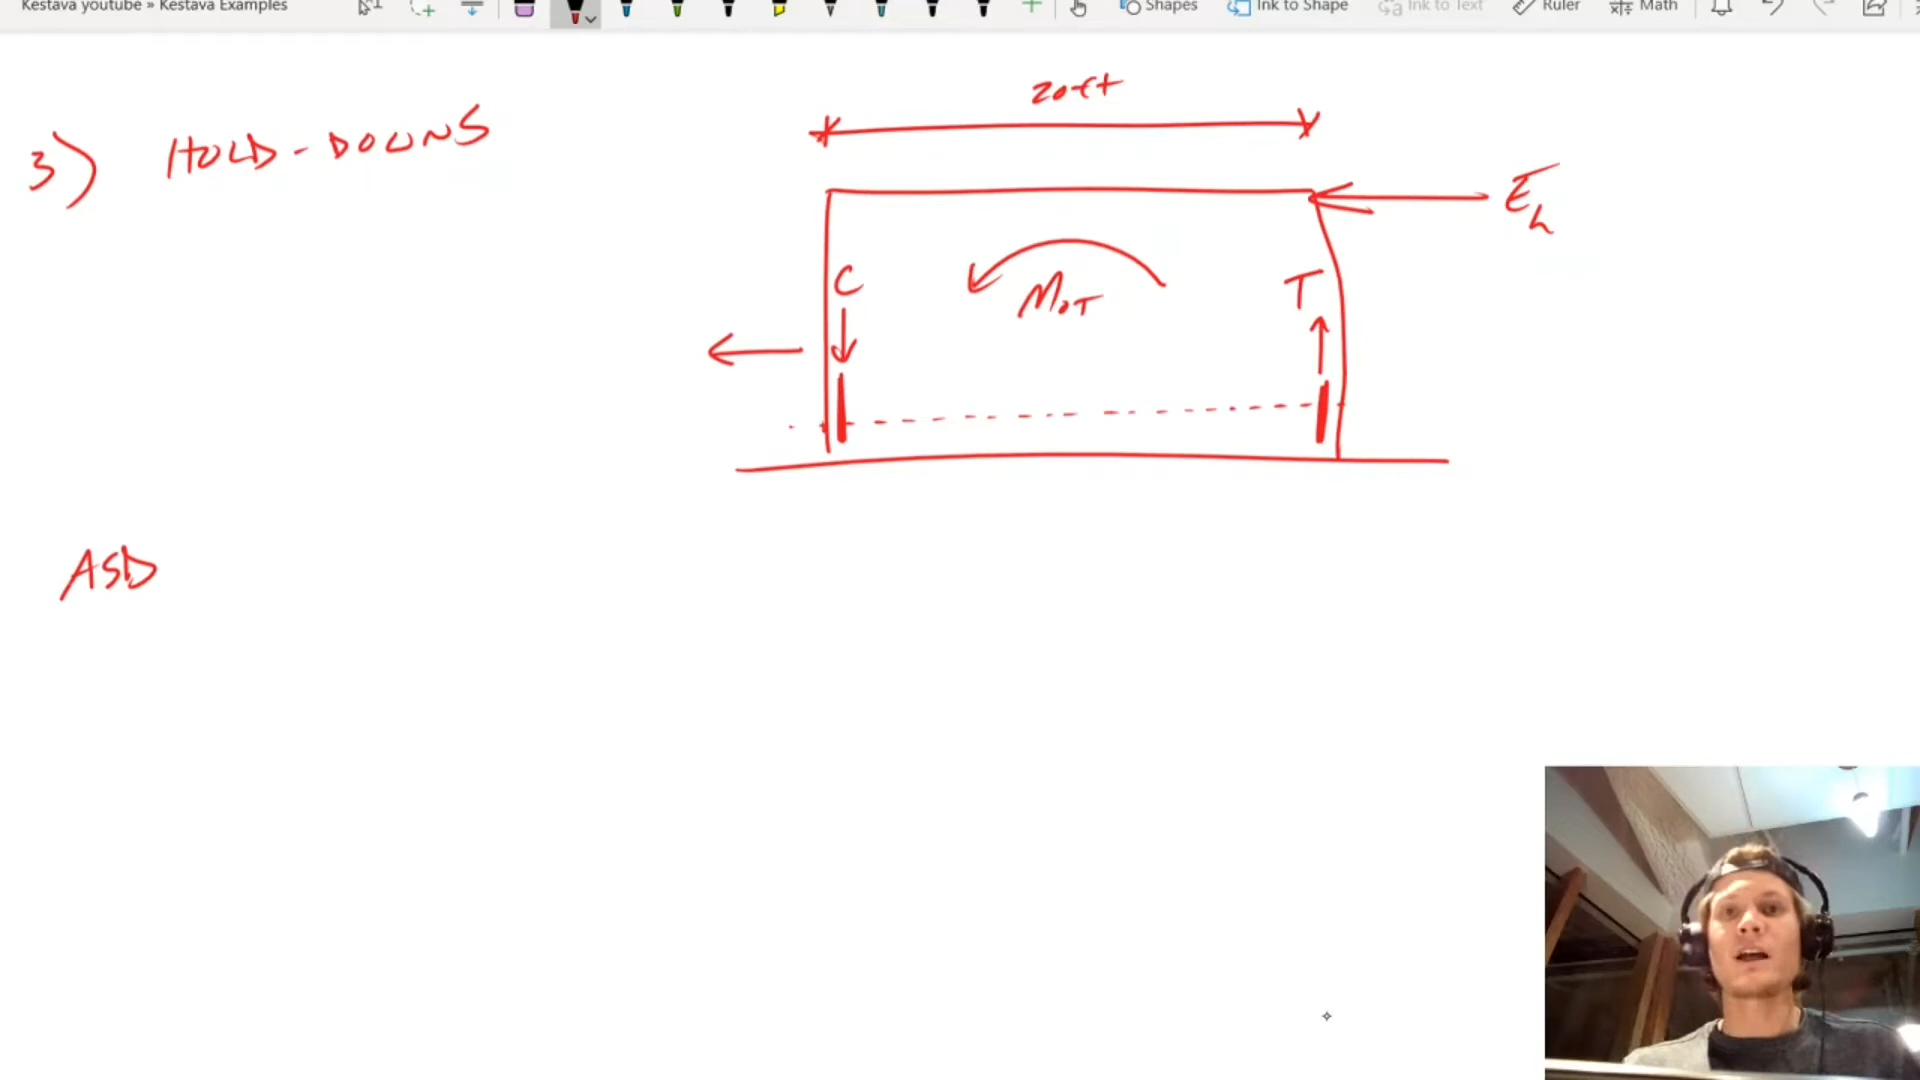 Kestava youtube » Kestava Examples
Shapes
Ink to Shape
Ink to Text
Ruler
Math
20ft
3) HOLD-DOWNS
Eh
C
MOT
T
ASD